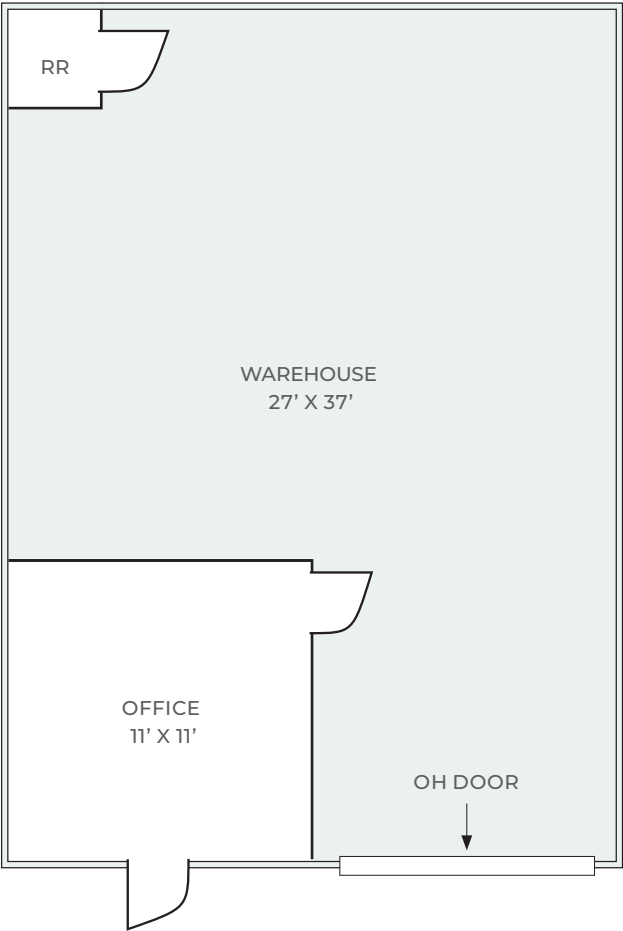 RR
WAREHOUSE
27’ X 37’
OFFICE
11’ X 11’
OH DOOR